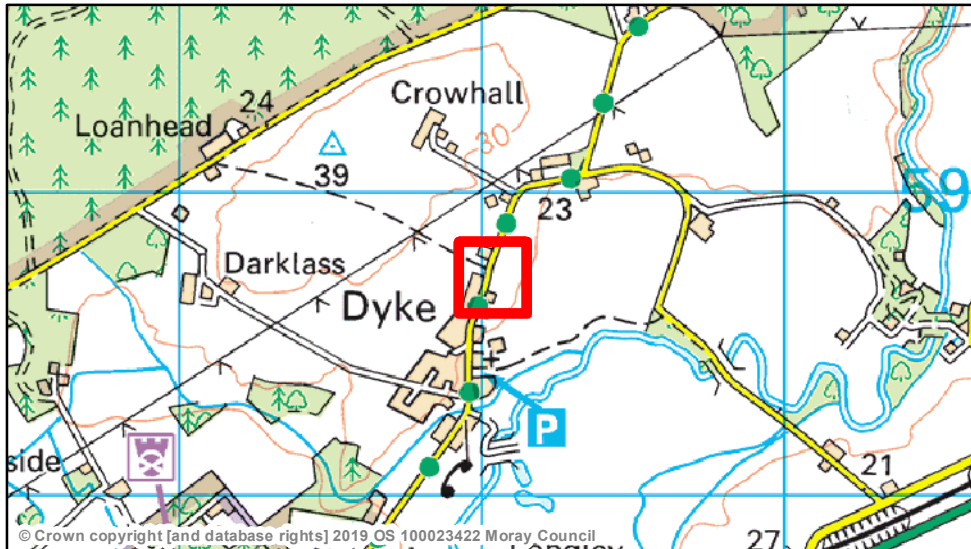 Crowhall
24
Loanhead
30
39
59
23
Darklass
Dyke
P
side
21
27
© Crown copyright [and database rights] 2019 OS 100023422 Moray Council